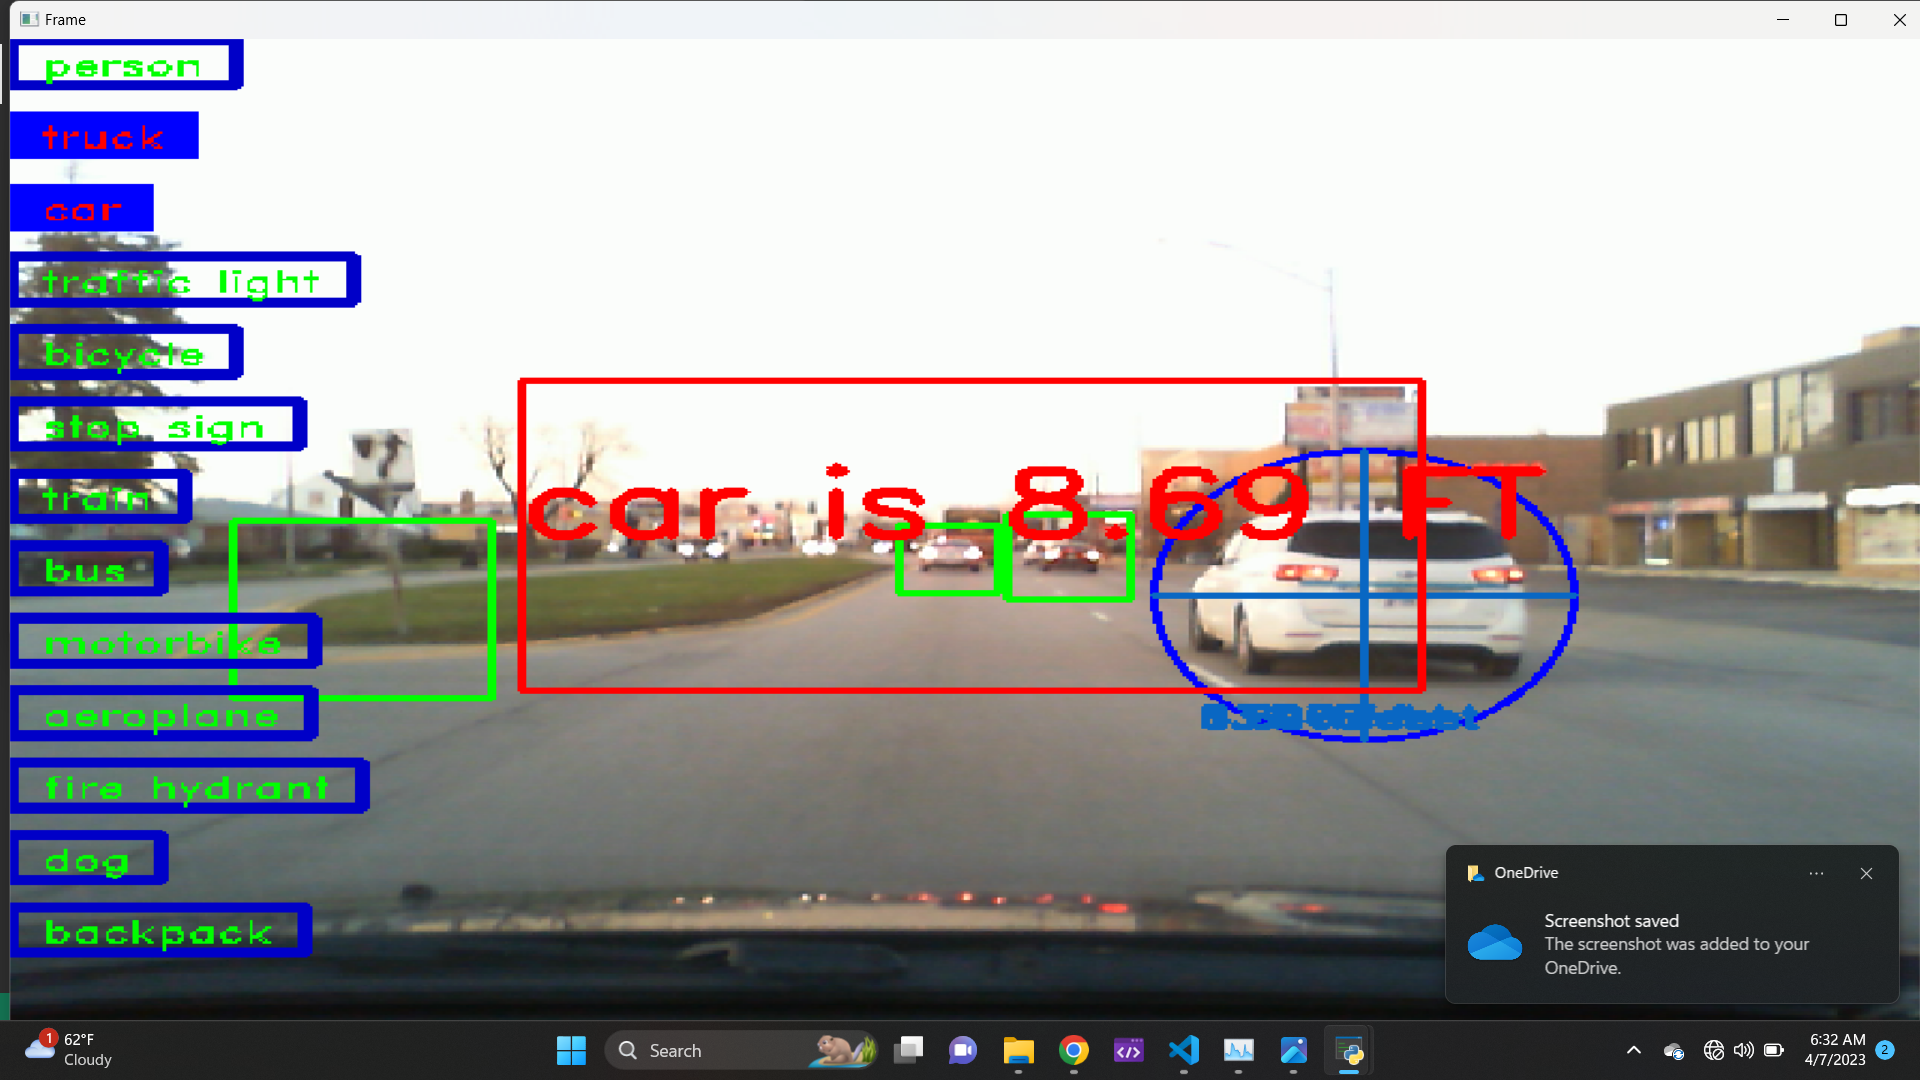 Frame
person
truck
car
traffic light
bicycle
stop sign
train
bus
motorbike
aeroplane
fire hydrant
dog
backpack
car is 8.69 FT
OneDrive
Screenshot saved
The screenshot was added to your
OneDrive.
1
62°F
Cloudy
Search
6:32 AM
4/7/2023
2